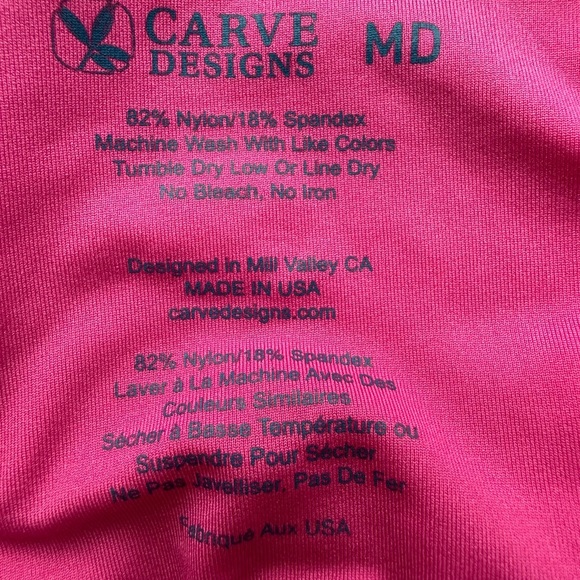 CARVE
DESIGNS
MD
82% Nylon/18% Spandex
Machine Wash With Like Colors
Tumble Dry Low Or Line Dry
No Bleach, No Iron
Designed in Mill Valley CA
MADE IN USA
carvedesigns.com
82% Nylon/18% Spandex
Laver à La Machine Avec Des
Couleurs Similaires
Sécher à Basse Température ou
Suspendre Pour Sécher
Ne Pas Javelliser, Pas De Fer
Fabriqué Aux USA